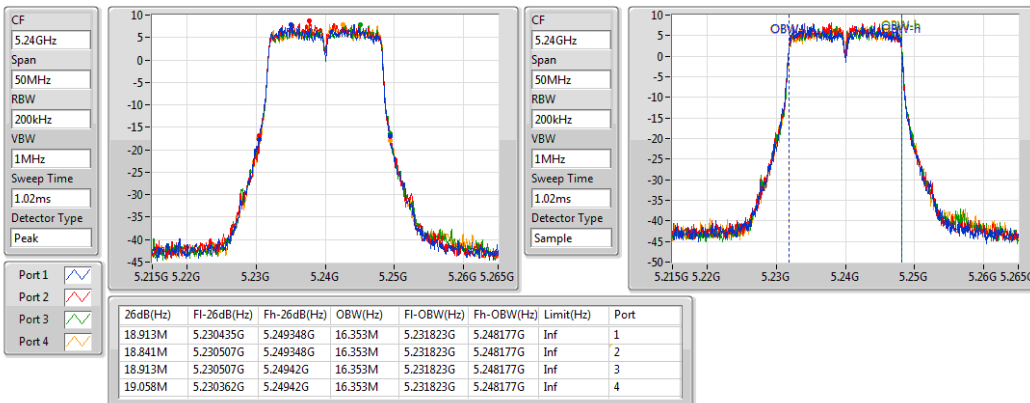 CF
5.24GHz
Span
50MHz
RBW
200kHz
VBW
1MHz
Sweep Time
1.02ms
Detector Type
Peak
10
5
0
-5
-10
-15
-20
-25
-30
-35
-40
-45
5.215G 5.22G 5.23G 5.24G 5.25G 5.26G 5.265G
CF
5.24GHz
Span
50MHz
RBW
200kHz
VBW
1MHz
Sweep Time
1.02ms
Detector Type
Sample
10
5
0
-5
-10
-15
-20
-25
-30
-35
-40
-45
-50
OBW-h
5.215G 5.22G 5.23G 5.24G 5.25G 5.26G 5.265G
Port 1
Port 2
Port 3
Port 4
26dB(Hz) Fl-26dB(Hz) Fh-26dB(Hz) OBW(Hz) Fl-OBW(Hz) Fh-OBW(Hz) Limit(Hz) Port
18.913M 5.230435G 5.249348G 16.353M 5.231823G 5.248177G Inf 1
18.841M 5.230507G 5.249348G 16.353M 5.231823G 5.248177G Inf 2
18.913M 5.230507G 5.24942G 16.353M 5.231823G 5.248177G Inf 3
19.058M 5.230362G 5.24942G 16.353M 5.231823G 5.248177G Inf 4